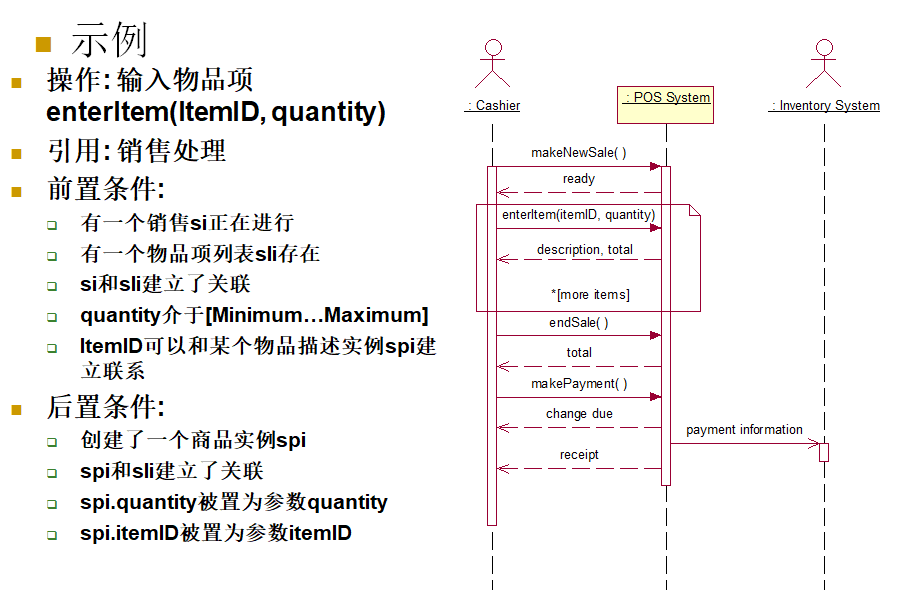 示例
操作: 输入物品项
enterItem(ItemID, quantity)
引用: 销售处理
前置条件:
有一个销售si正在进行
有一个物品项列表sli存在
si和sli建立了关联
quantity介于[Minimum…Maximum]
ItemID可以和某个物品描述实例spi建
立联系
后置条件:
创建了一个商品实例spi
spi和sli建立了关联
spi.quantity被置为参数quantity
spi.itemID被置为参数itemID
: Cashier
: POS System
: Inventory System
makeNewSale( )
ready
enterItem(itemID, quantity)
description, total
*[more items]
endSale( )
total
makePayment( )
change due
payment information
receipt